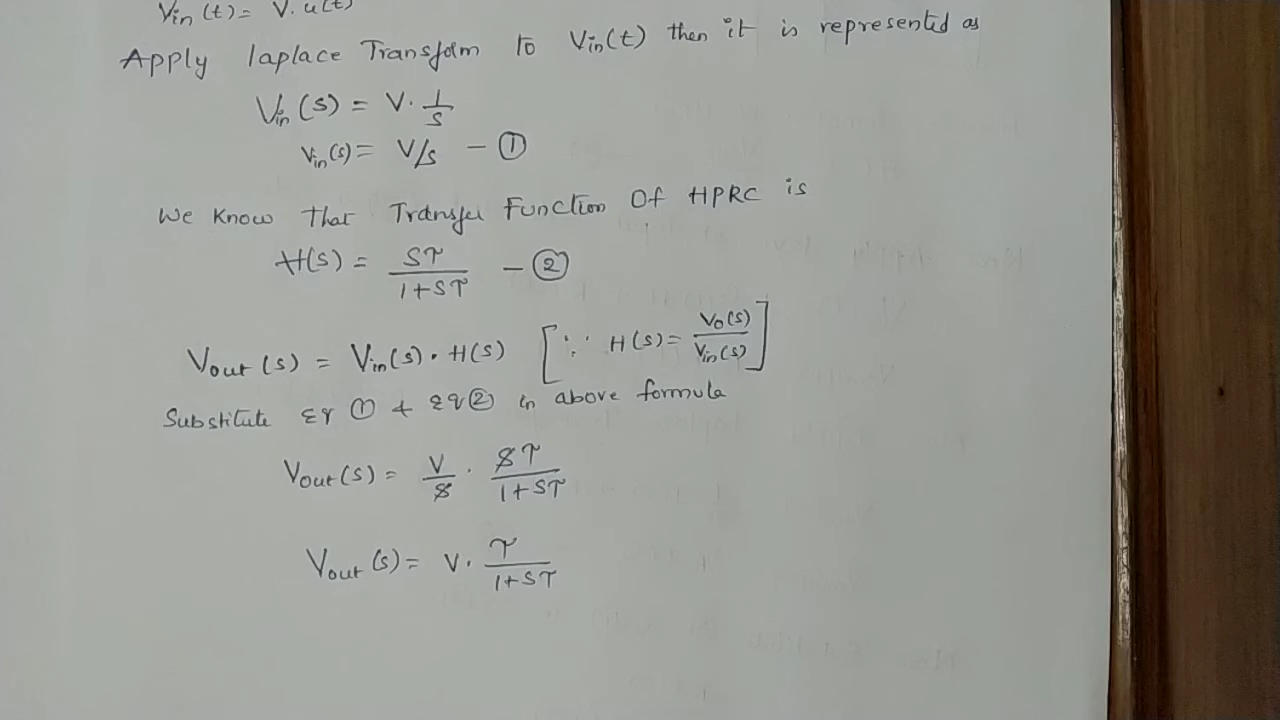 Vin (t) = V. u(t)
Apply laplace Transform to Vin(t) then it is represented as
Vin (s) = V. 1/s
Vin (s) = V/s - ①
We Know That Transfer Function Of HPRC is
H(s) = Sτ/1+Sτ - ②
Vout (s) = Vin(s) • H(s) [∵ H(s) = Vo(s)/Vin(s)]
Substitute Eq ① & Eq ② in above formula
Vout (s) = V/s . Sτ/1+Sτ
Vout (s) = V. τ/1+Sτ